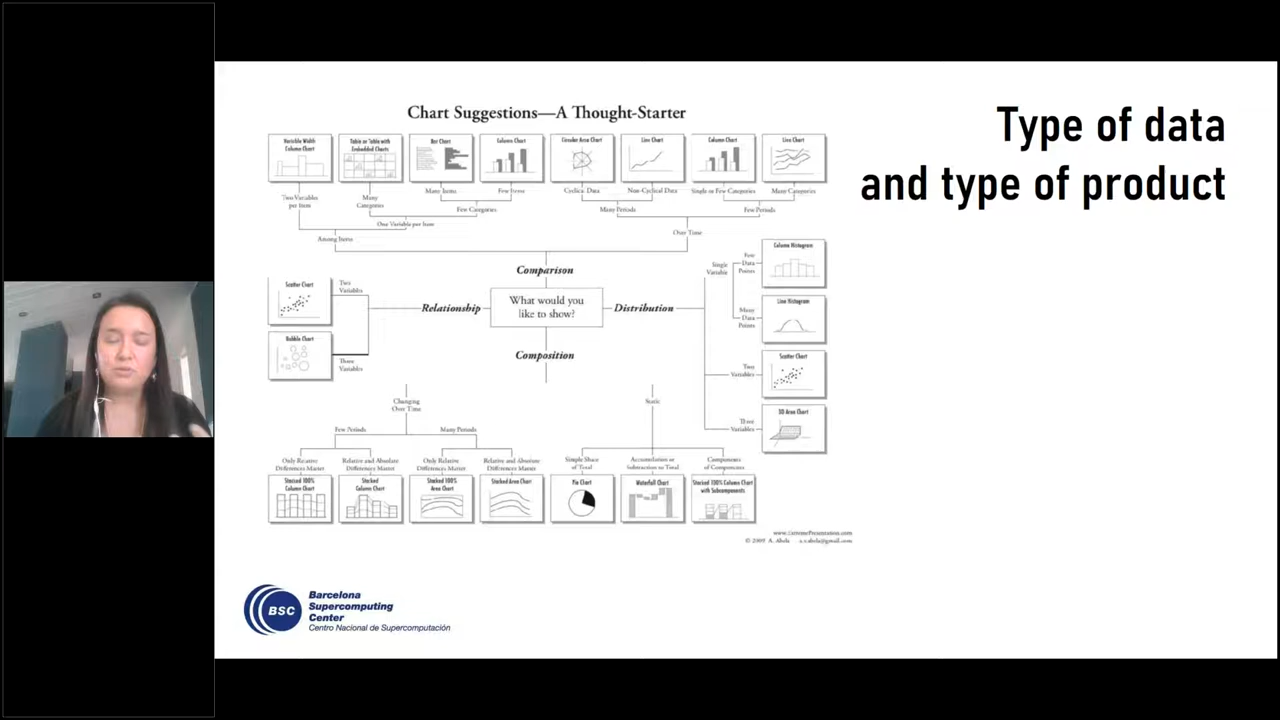 Type of data
and type of product
Chart Suggestions—A Thought-Starter
Variable Width
Column Chart
Table or Table with
Embedded Charts
Bar Chart
Column Chart
Circular Area Chart
Line Chart
Column Chart
Line Chart
Two Variables
per Item
Many
Categories
Many Items
Few Items
Cyclical Data
Non-Cyclical Data
Single or Few Categories
Many Categories
Few Categories
Many Periods
Few Periods
One Variable per Item
Among Items
Over Time
Comparison
What would you
like to show?
Relationship
Distribution
Composition
Scatter Chart
Two
Variables
Bubble Chart
Three
Variables
Single
Variable
Few
Data
Points
Column Histogram
Many
Data
Points
Line Histogram
Two
Variables
Scatter Chart
Three
Variables
3D Area Chart
Changing
Over Time
Static
Few Periods
Many Periods
Only Relative
Differences Matter
Relative and Absolute
Differences Matter
Only Relative
Differences Matter
Relative and Absolute
Differences Matter
Simple Share
of Total
Accumulation or
Subtraction to Total
Components
of Components
Stacked 100%
Column Chart
Stacked
Column Chart
Stacked 100%
Area Chart
Stacked Area Chart
Pie Chart
Waterfall Chart
Stacked 100% Column Chart
with Subcomponents
www.ExtremePresentation.com
© 2009 A. Abela a.v.abela@gmail.com
BSC
Barcelona
Supercomputing
Center
Centro Nacional de Supercomputación